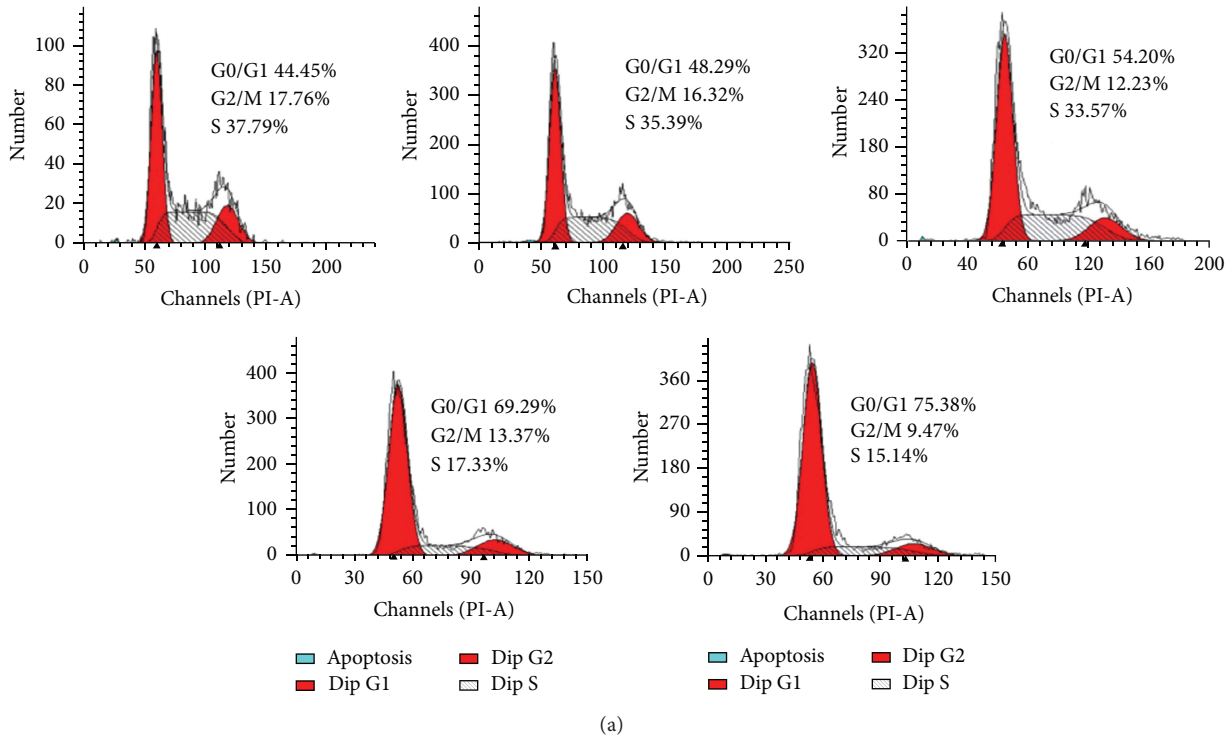 100
80
60
40
20
0
Number
G0/G1 44.45%
G2/M 17.76%
S 37.79%
0 50 100 150 200
Channels (PI-A)
400
300
200
100
0
Number
G0/G1 48.29%
G2/M 16.32%
S 35.39%
0 50 100 150 200 250
Channels (PI-A)
320
240
180
80
0
Number
G0/G1 54.20%
G2/M 12.23%
S 33.57%
0 40 60 120 160 200
Channels (PI-A)
400
300
200
100
0
Number
G0/G1 69.29%
G2/M 13.37%
S 17.33%
0 30 60 90 120 150
Channels (PI-A)
360
270
180
90
0
Number
G0/G1 75.38%
G2/M 9.47%
S 15.14%
0 30 60 90 120 150
Channels (PI-A)
Apoptosis Dip G2
Dip G1 Dip S
Apoptosis Dip G2
Dip G1 Dip S
(a)